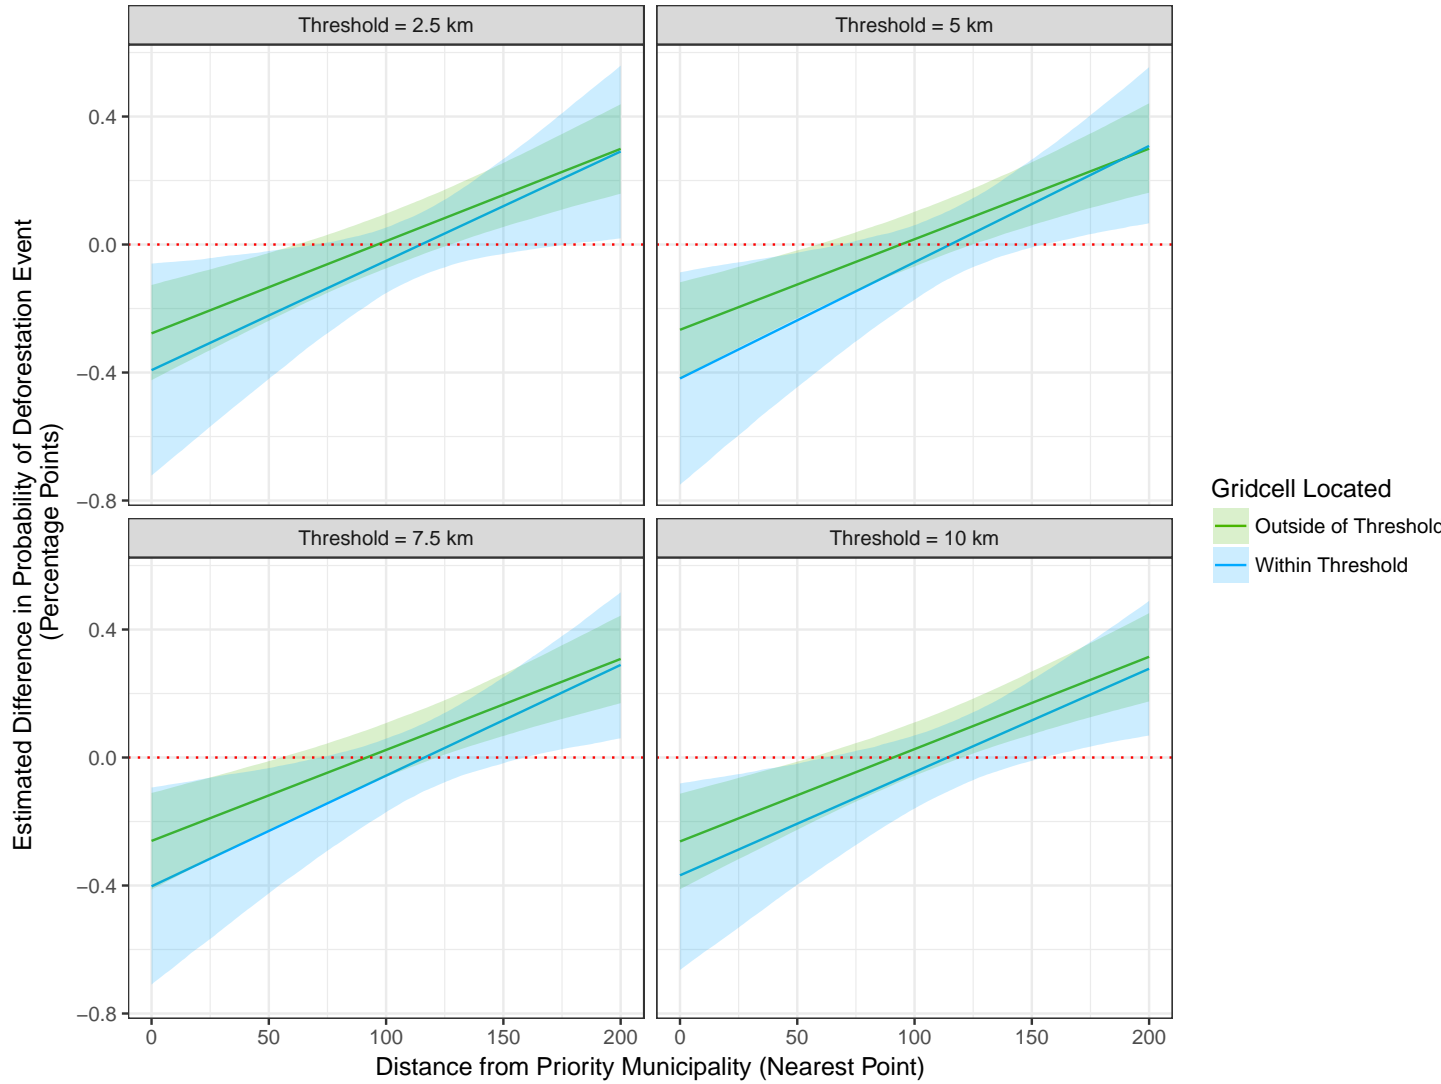 Threshold = 2.5 km
Threshold = 5 km
0.4
0.0
−0.4
−0.8
Threshold = 7.5 km
Threshold = 10 km
0.4
0.0
−0.4
−0.8
0
50
100
150
200
0
50
100
150
200
Distance from Priority Municipality (Nearest Point)
Estimated Difference in Probability of Deforestation Event
(Percentage Points)
Gridcell Located
Outside of Threshold
Within Threshold